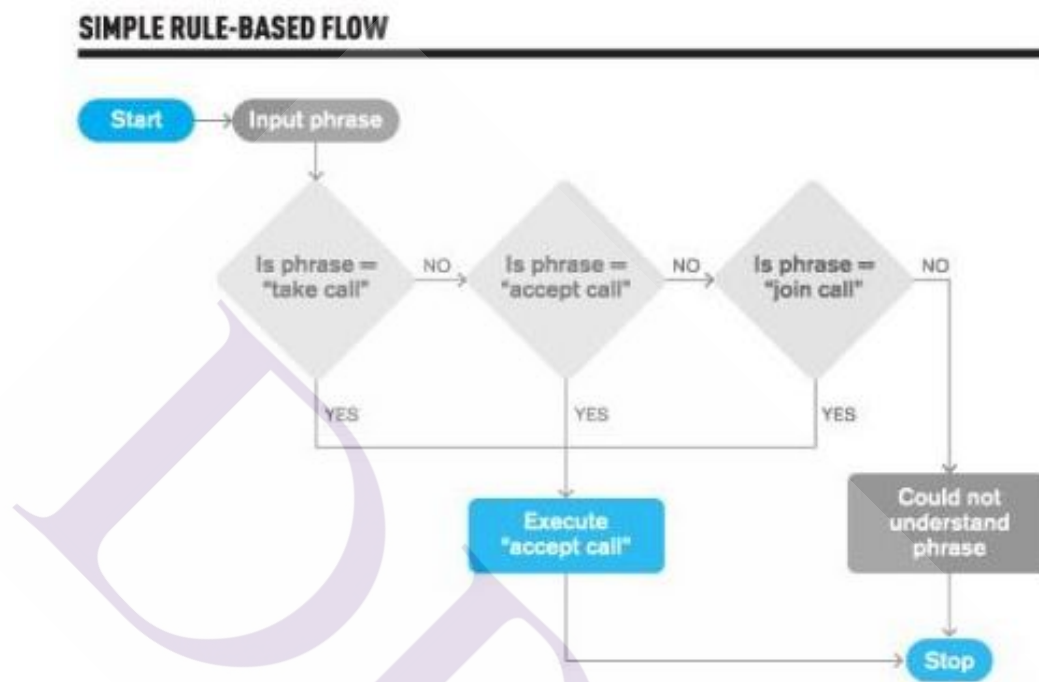 SIMPLE RULE-BASED FLOW
Start
Input phrase
Is phrase =
"take call"
NO
Is phrase =
"accept call"
NO
Is phrase =
"join call"
NO
YES
YES
YES
Execute
"accept call"
Could not
understand
phrase
Stop